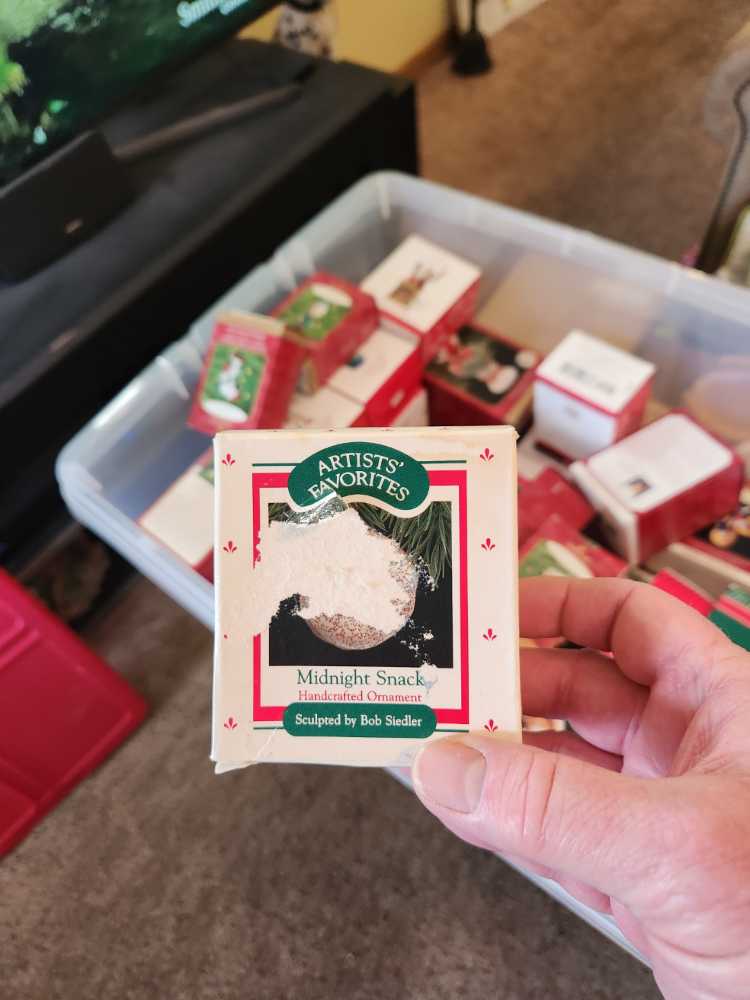 ARTISTS'
FAVORITES
Midnight Snack
Handcrafted Ornament
Sculpted by Bob Siedler